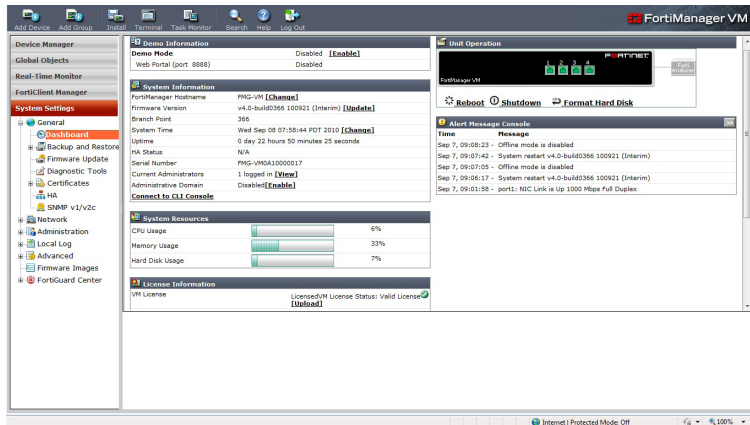 Add Device Add Group Install Terminal Task Monitor Search Help Log Out
FortiManager VM
Device Manager
Global Objects
Real-Time Monitor
FortiClient Manager
System Settings
General
Dashboard
Backup and Restore
Firmware Update
Diagnostic Tools
Certificates
HA
SNMP v1/v2c
Network
Administration
Local Log
Advanced
Firmware Images
FortiGuard Center
Demo Information
Demo Mode Disabled [Enable]
Web Portal (port 8888) Disabled
System Information
FortiManager Hostname FMG-VM [Change]
Firmware Version v4.0-build0366 100921 (Interim) [Update]
Branch Point 366
System Time Wed Sep 08 07:58:44 PDT 2010 [Change]
Uptime 0 day 22 hours 50 minutes 25 seconds
HA Status N/A
Serial Number FMG-VM0A10000017
Current Administrators 1 logged in [View]
Administrative Domain Disabled[Enable]
Connect to CLI Console
System Resources
CPU Usage 6%
Memory Usage 33%
Hard Disk Usage 7%
License Information
VM License LicensedVM License Status: Valid License
[Upload]
Unit Operation
FORTINET
1 2 3 4
FortiManager VM
Forti
Analyzer
Reboot Shutdown Format Hard Disk
Alert Message Console
Time Message
Sep 7, 09:08:23 - Offline mode is disabled
Sep 7, 09:07:42 - System restart v4.0-build0366 100921 (Interim)
Sep 7, 09:07:05 - Offline mode is disabled
Sep 7, 09:06:17 - System restart v4.0-build0366 100921 (Interim)
Sep 7, 09:01:58 - port1: NIC Link is Up 1000 Mbps Full Duplex
Internet | Protected Mode: Off 100%